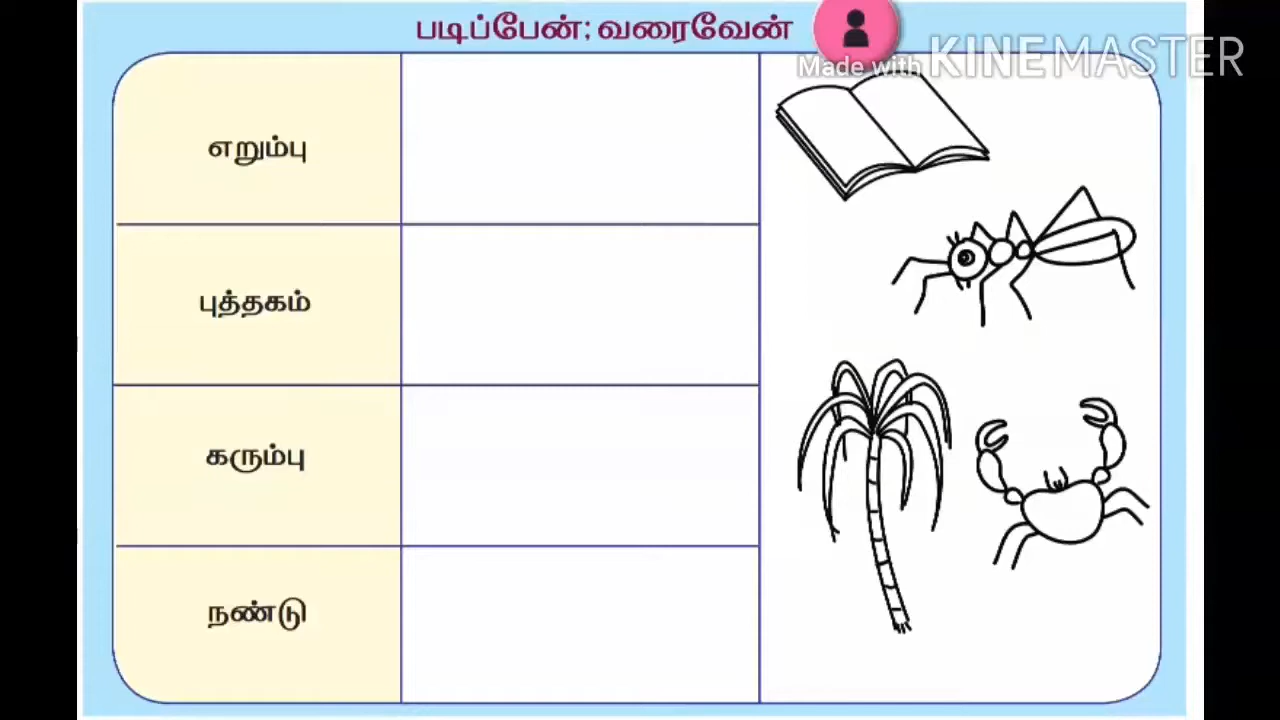 படிப்பேன்; வரைவேன்
Made with KINEMASTER
எறும்பு
புத்தகம்
கரும்பு
நண்டு